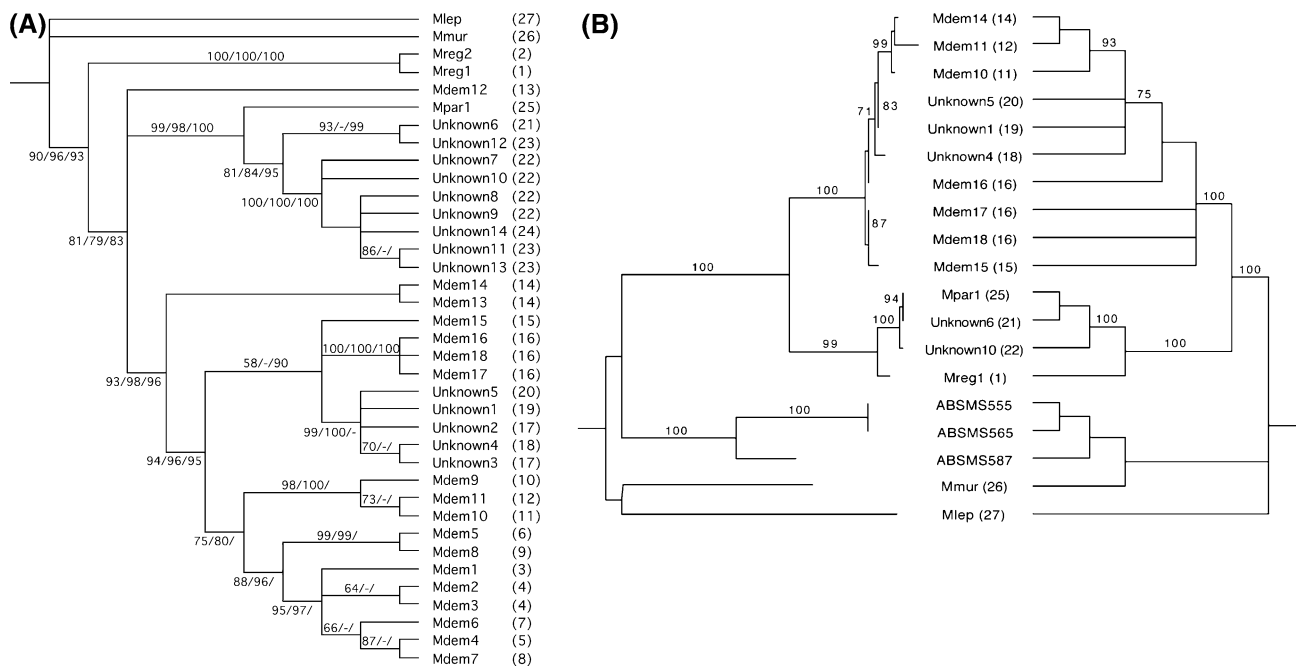 (A)
Mlep (27)
Mmur (26)
100/100/100
Mreg2 (2)
Mreg1 (1)
Mdem12 (13)
Mpar1 (25)
99/98/100
93/-/99
Unknown6 (21)
Unknown12 (23)
90/96/93
Unknown7 (22)
81/84/95
Unknown10 (22)
100/100/100
Unknown8 (22)
Unknown9 (22)
81/79/83
Unknown14 (24)
86/-/
Unknown11 (23)
Unknown13 (23)
Mdem14 (14)
Mdem13 (14)
Mdem15 (15)
Mdem16 (16)
100/100/100
Mdem18 (16)
58/-/90
Mdem17 (16)
93/98/96
Unknown5 (20)
Unknown1 (19)
Unknown2 (17)
99/100/-
70/-/
Unknown4 (18)
94/96/95
Unknown3 (17)
98/100/
Mdem9 (10)
73/-/
Mdem11 (12)
Mdem10 (11)
75/80/
99/99/
Mdem5 (6)
Mdem8 (9)
88/96/
Mdem1 (3)
64/-/
Mdem2 (4)
Mdem3 (4)
95/97/
66/-/
Mdem6 (7)
87/-/
Mdem4 (5)
Mdem7 (8)
(B)
Mdem14 (14)
99
Mdem11 (12)
93
Mdem10 (11)
83
Unknown5 (20)
75
71
Unknown1 (19)
Unknown4 (18)
Mdem16 (16)
100
100
87
Mdem17 (16)
Mdem18 (16)
100
Mdem15 (15)
100
94
Mpar1 (25)
100
Unknown6 (21)
100
99
Unknown10 (22)
100
Mreg1 (1)
100
ABSMS555
100
ABSMS565
ABSMS587
Mmur (26)
Mlep (27)